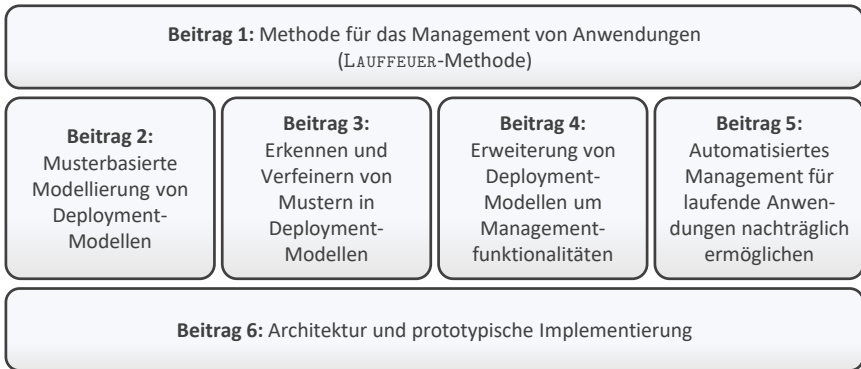 Beitrag 1: Methode für das Management von Anwendungen
(LAUFFEUER-Methode)
Beitrag 2:
Musterbasierte
Modellierung von
Deployment-
Modellen
Beitrag 3:
Erkennen und
Verfeinern von
Mustern in
Deployment-
Modellen
Beitrag 4:
Erweiterung von
Deployment-
Modellen um
Management-
funktionalitäten
Beitrag 5:
Automatisiertes
Management für
laufende Anwen-
dungen nachträglich
ermöglichen
Beitrag 6: Architektur und prototypische Implementierung